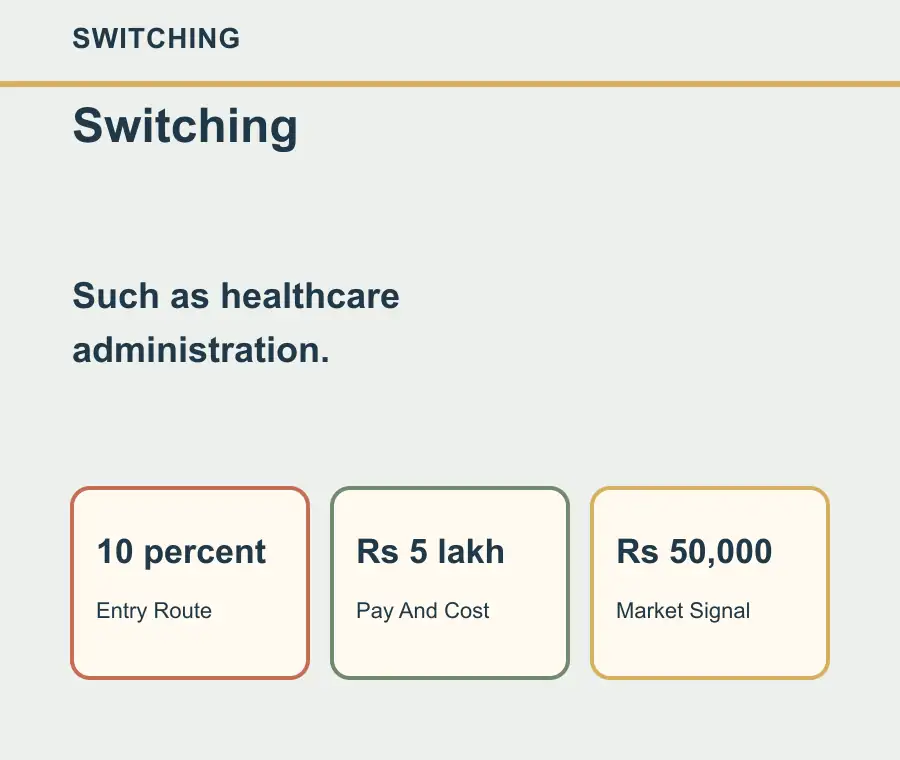 SWITCHING
Switching
Such as healthcare
administration.
10 percent
Entry Route
Rs 5 lakh
Pay And Cost
Rs 50,000
Market Signal